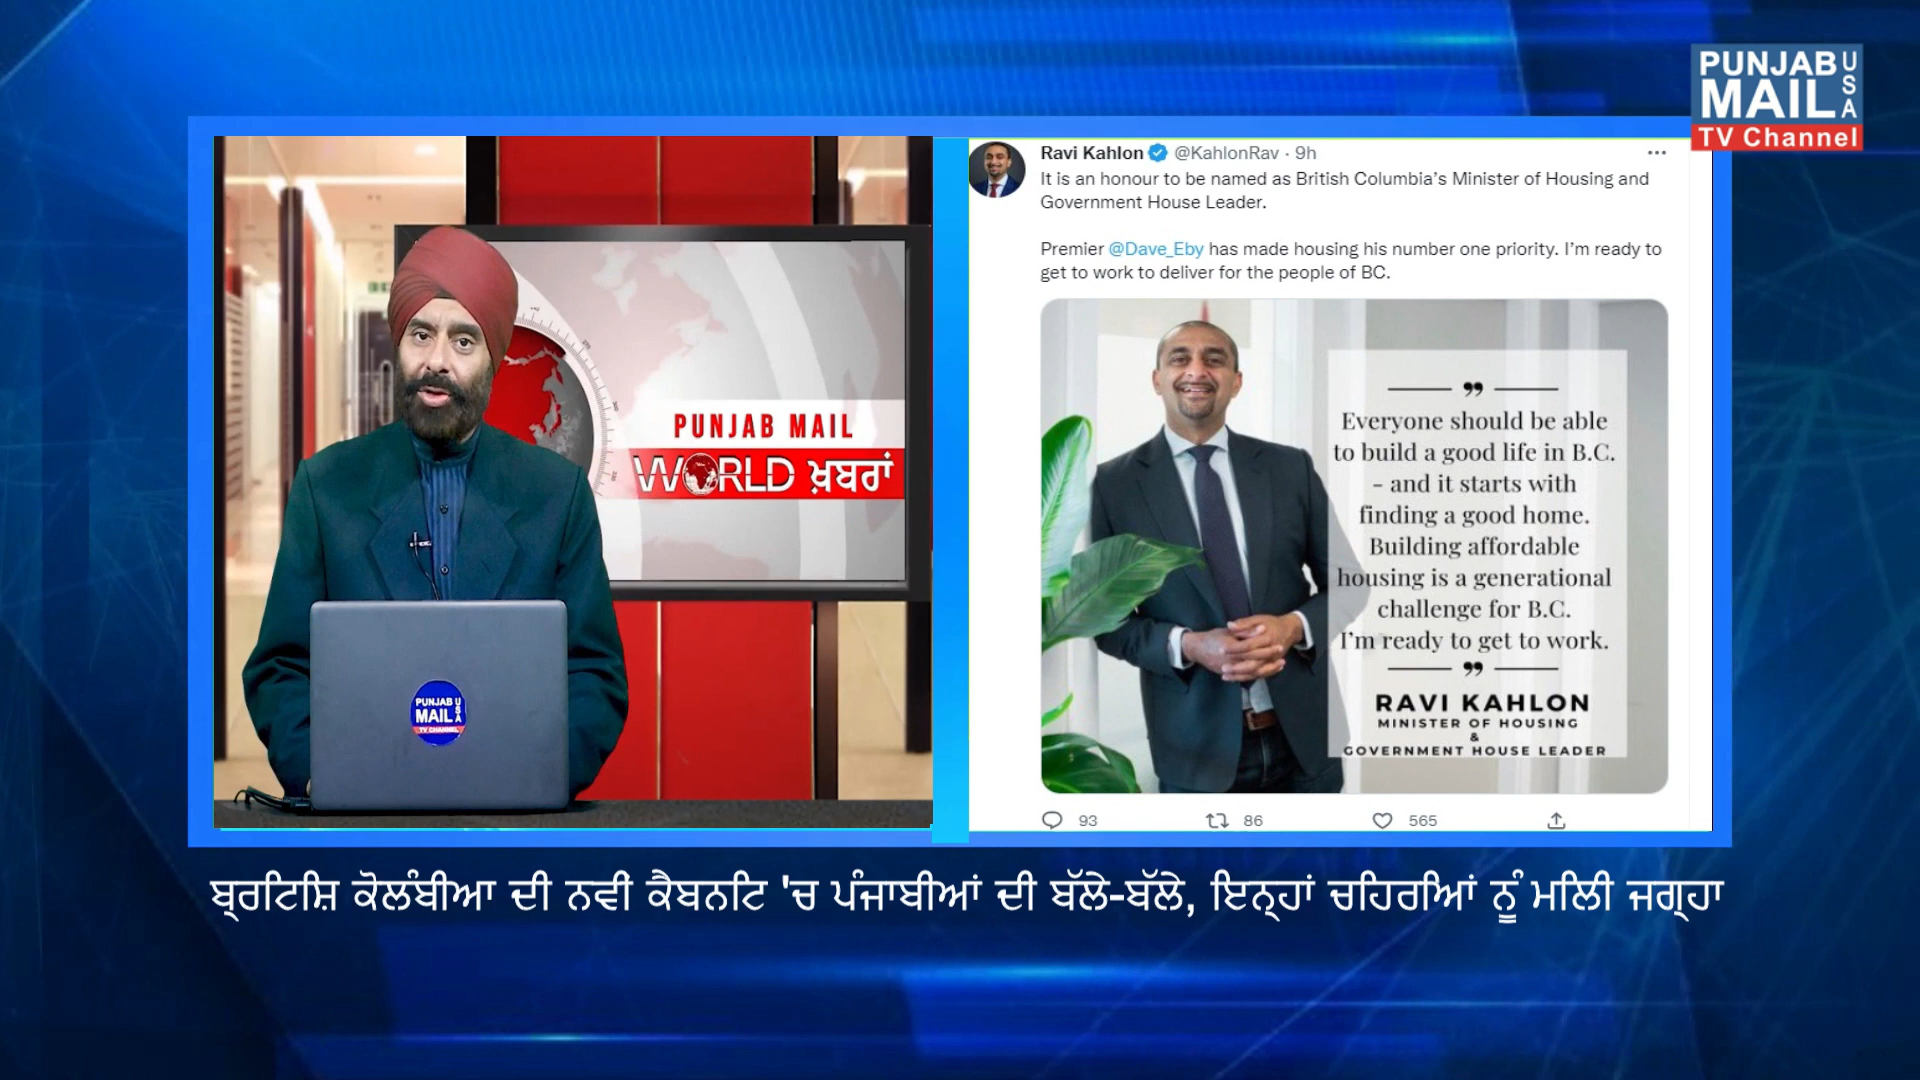 PUNJAB USA
MAIL
TV Channel
PUNJAB MAIL
WORLD ਖ਼ਬਰਾਂ
PUNJAB USA
MAIL
TV CHANNEL
Ravi Kahlon @KahlonRav · 9h
It is an honour to be named as British Columbia's Minister of Housing and
Government House Leader.
Premier @Dave_Eby has made housing his number one priority. I'm ready to
get to work to deliver for the people of BC.
Everyone should be able
to build a good life in B.C.
- and it starts with
finding a good home.
Building affordable
housing is a generational
challenge for B.C.
I'm ready to get to work.
RAVI KAHLON
MINISTER OF HOUSING
&
GOVERNMENT HOUSE LEADER
93 86 565
ਬ੍ਰਟਿਸ਼ਿ ਕੋਲੰਬੀਆ ਦੀ ਨਵੀਂ ਕੈਬਨਟਿ 'ਚ ਪੰਜਾਬੀਆਂ ਦੀ ਬੱਲੇ-ਬੱਲੇ, ਇਨ੍ਹਾਂ ਚਹਿਰਿਆਂ ਨੂੰ ਮਲਿੀ ਜਗ੍ਹਾ